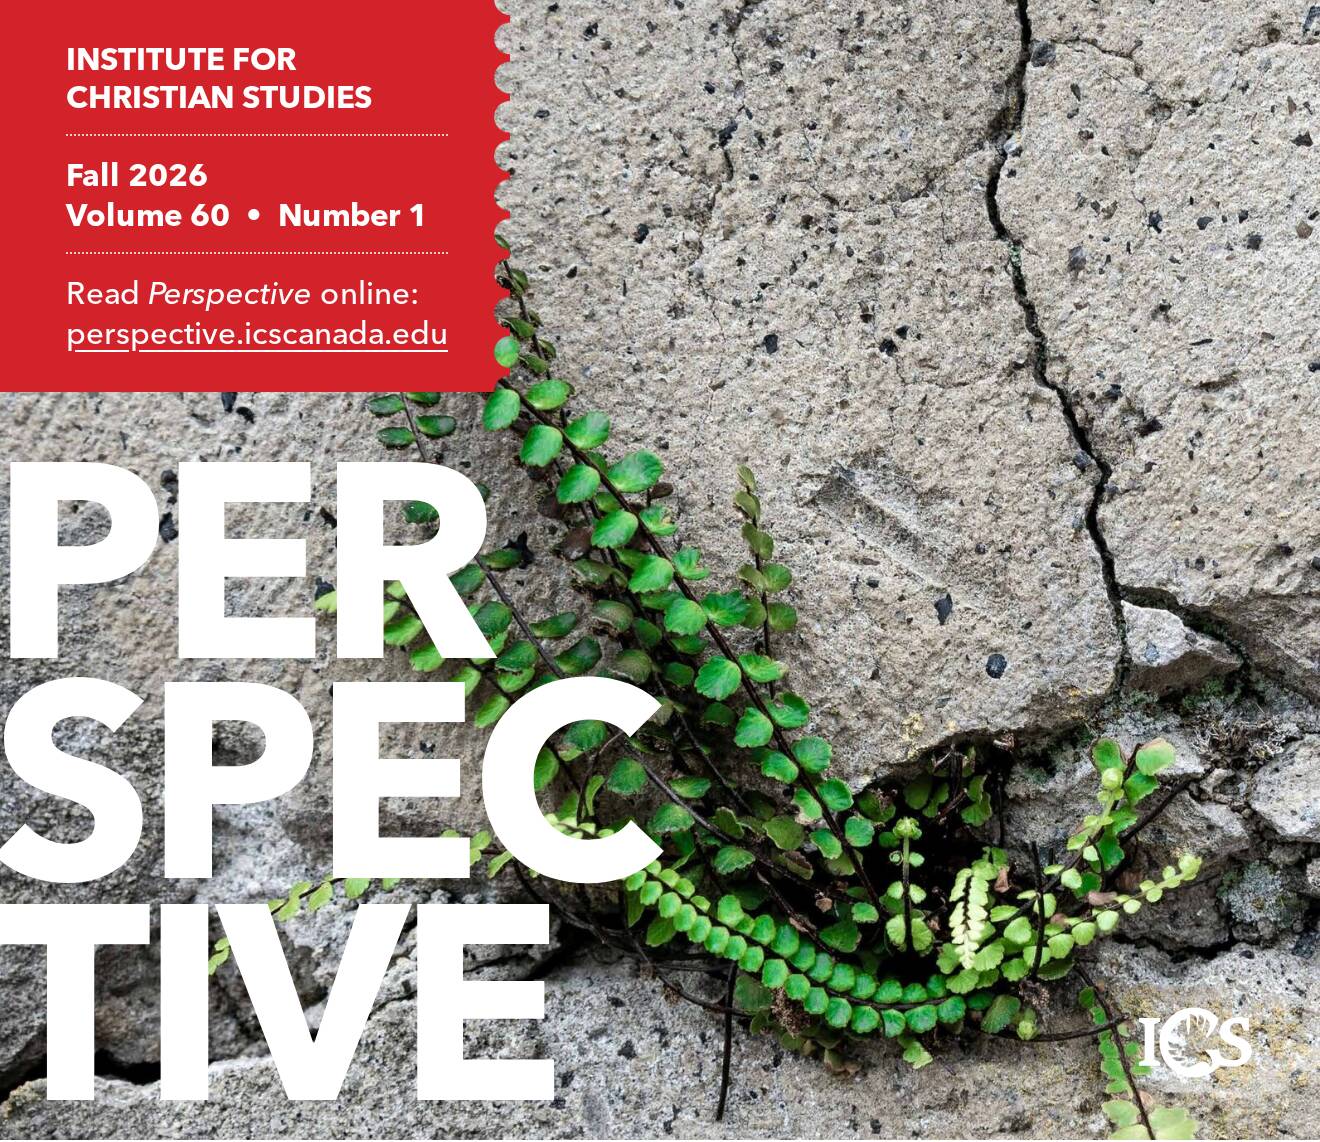 INSTITUTE FOR
CHRISTIAN STUDIES
Fall 2026
Volume 60 • Number 1
Read Perspective online:
perspective.icscanada.edu
PER
SPEC
TIVE
ICS